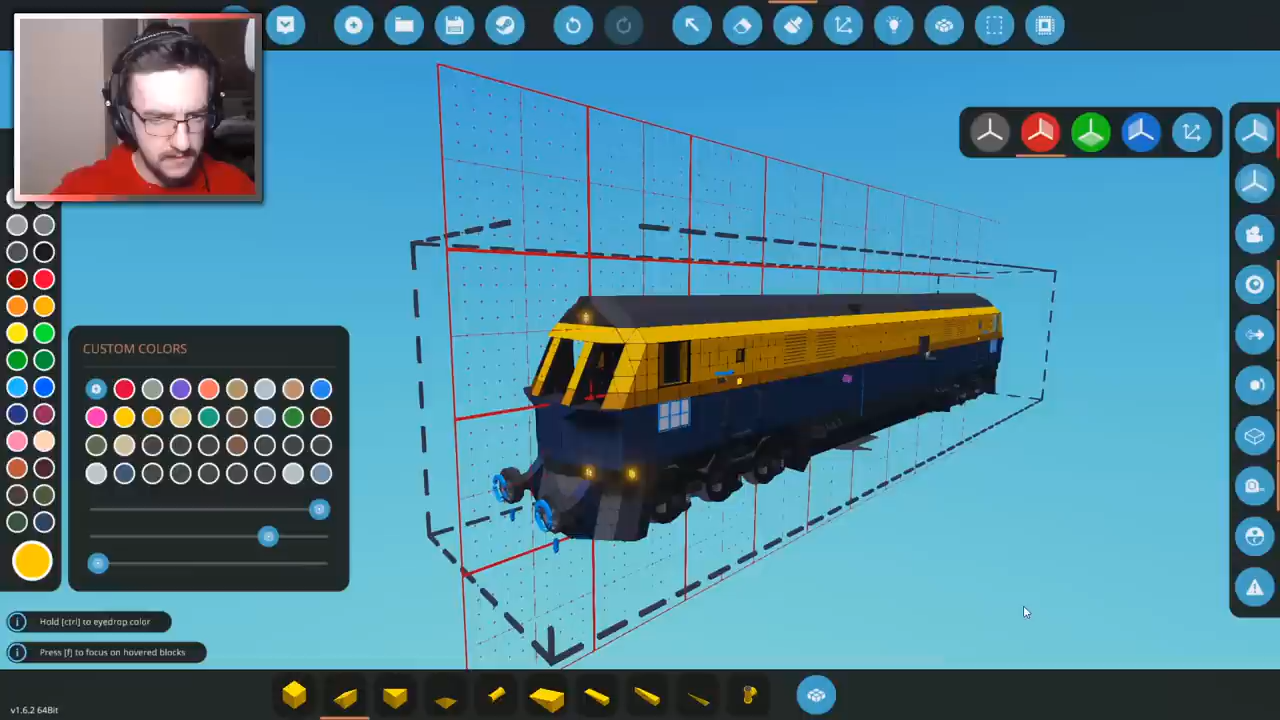 CUSTOM COLORS
Hold [ctrl] to eyedrop color
Press [f] to focus on hovered blocks
v1.6.2 64Bit